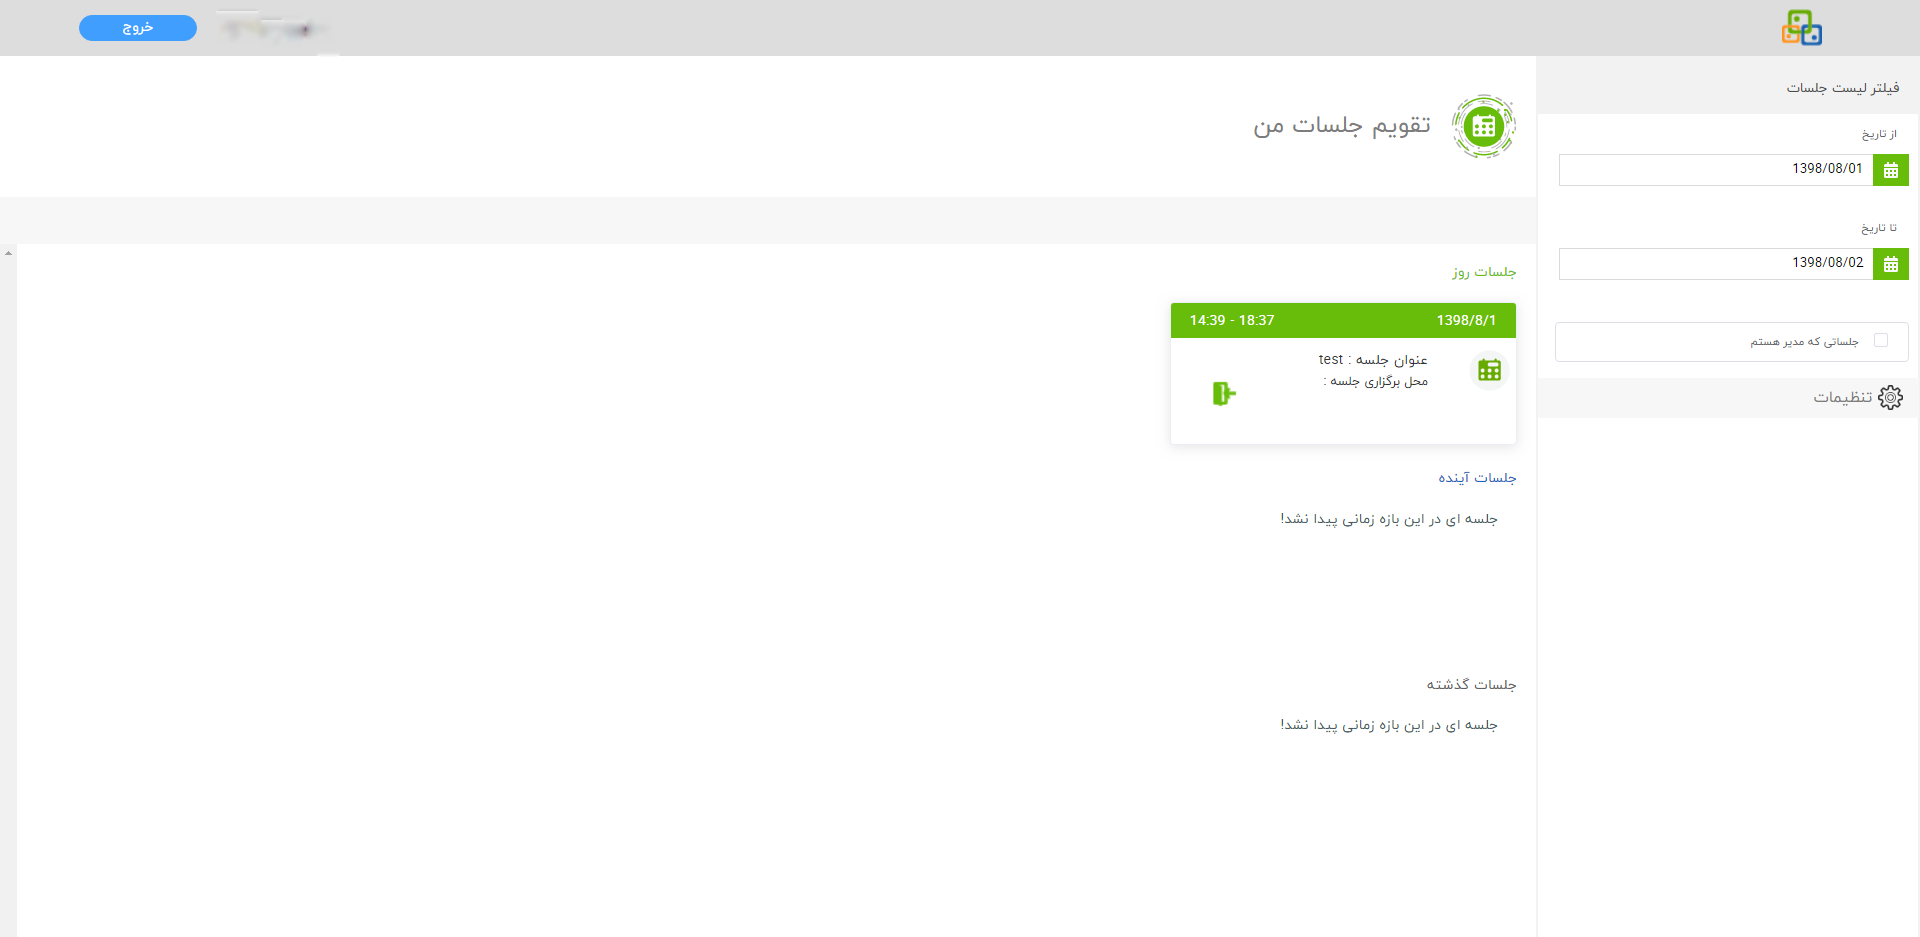 خروج
فیلتر لیست جلسات
از تاریخ
1398/08/01
تا تاریخ
1398/08/02
جلساتی که مدیر هستم
تنظیمات
تقویم جلسات من
جلسات روز
1398/8/1
14:39 - 18:37
عنوان جلسه : test
محل برگزاری جلسه :
جلسات آینده
جلسه ای در این بازه زمانی پیدا نشد!
جلسات گذشته
جلسه ای در این بازه زمانی پیدا نشد!